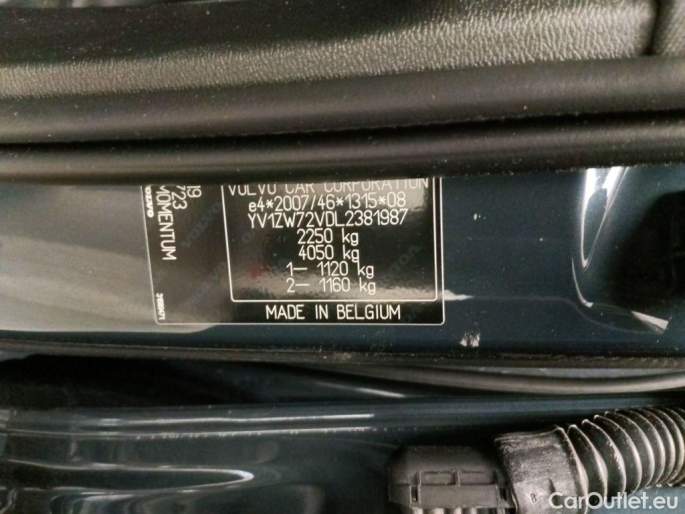 VOLVO CAR CORPORATION
e4*2007/46*1315*08
YV1ZW72VDL2381987
2250 kg
4050 kg
1- 1120 kg
2- 1160 kg
MADE IN BELGIUM
19
723
MOMENTUM
VOLVO
CarOutlet.eu